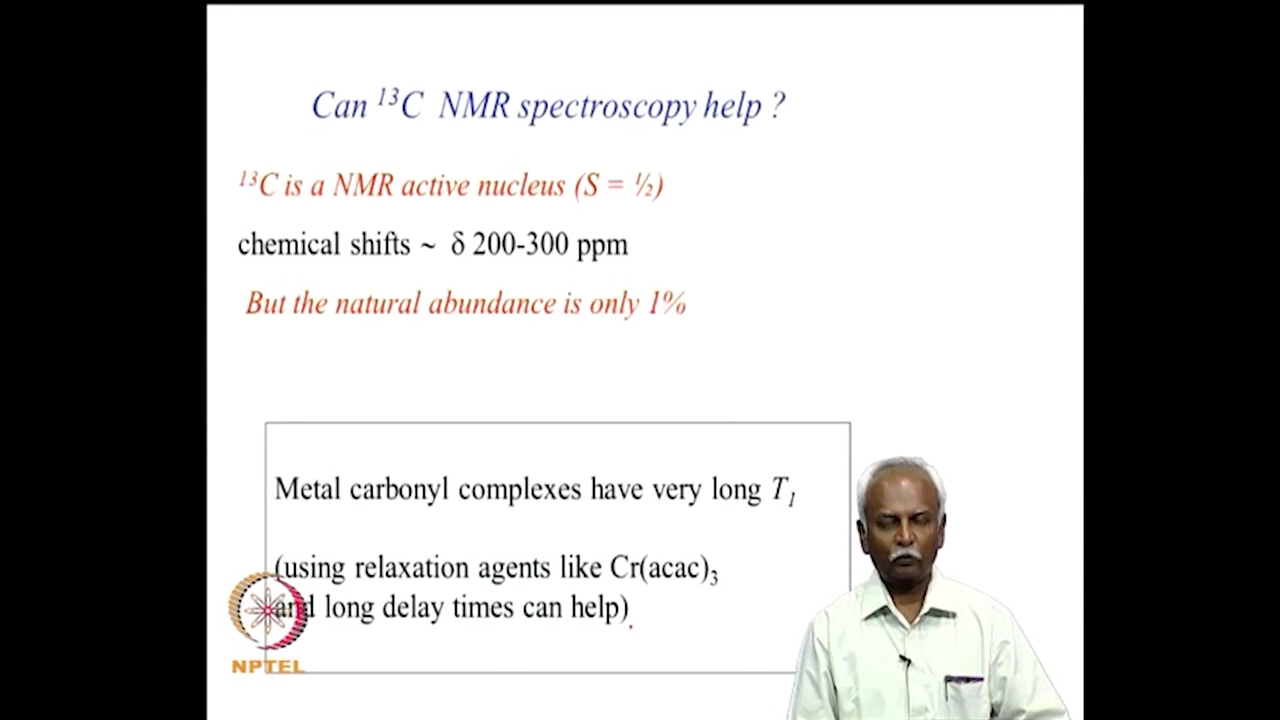 Can ¹³C NMR spectroscopy help ?
¹³C is a NMR active nucleus (S = ½)
chemical shifts ~ δ 200-300 ppm
But the natural abundance is only 1%
Metal carbonyl complexes have very long T₁
(using relaxation agents like Cr(acac)₃
and long delay times can help)
NPTEL